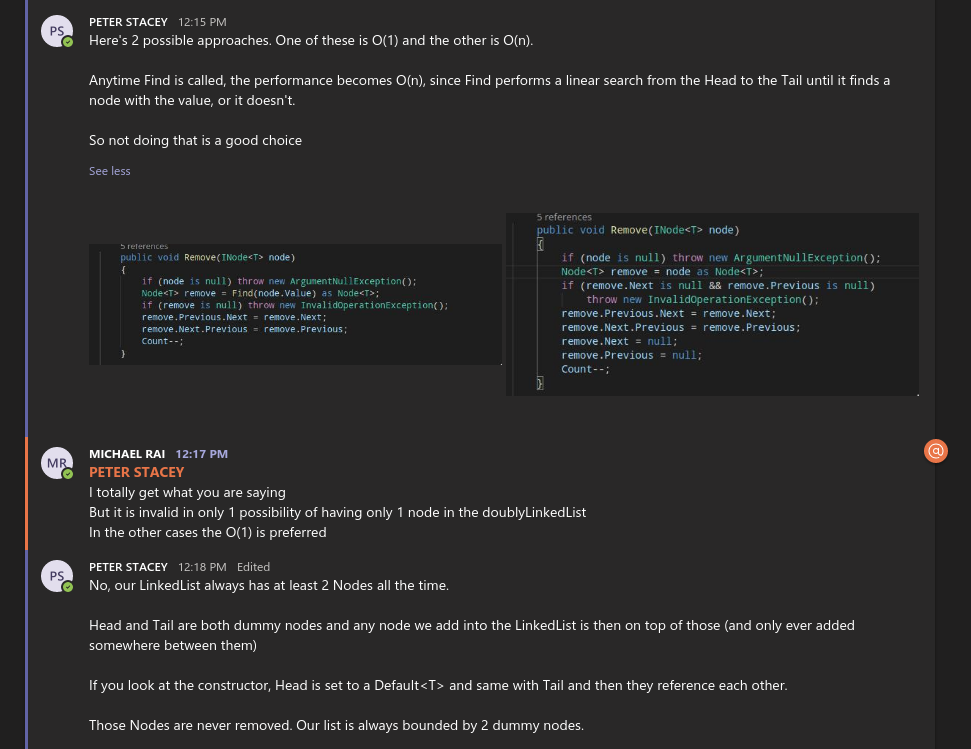 PS
PETER STACEY 12:15 PM
Here's 2 possible approaches. One of these is O(1) and the other is O(n).
Anytime Find is called, the performance becomes O(n), since Find performs a linear search from the Head to the Tail until it finds a
node with the value, or it doesn't.
So not doing that is a good choice
See less
5 references
public void Remove(INode<T> node)
{
if (node is null) throw new ArgumentNullException();
Node<T> remove = Find(node.Value) as Node<T>;
if (remove is null) throw new InvalidOperationException();
remove.Previous.Next = remove.Next;
remove.Next.Previous = remove.Previous;
Count--;
}
5 references
public void Remove(INode<T> node)
{
if (node is null) throw new ArgumentNullException();
Node<T> remove = node as Node<T>;
if (remove.Next is null && remove.Previous is null)
throw new InvalidOperationException();
remove.Previous.Next = remove.Next;
remove.Next.Previous = remove.Previous;
remove.Next = null;
remove.Previous = null;
Count--;
}
MR
MICHAEL RAI 12:17 PM
@
PETER STACEY
I totally get what you are saying
But it is invalid in only 1 possibility of having only 1 node in the doublyLinkedList
In the other cases the O(1) is preferred
PS
PETER STACEY 12:18 PM Edited
No, our LinkedList always has at least 2 Nodes all the time.
Head and Tail are both dummy nodes and any node we add into the LinkedList is then on top of those (and only ever added
somewhere between them)
If you look at the constructor, Head is set to a Default<T> and same with Tail and then they reference each other.
Those Nodes are never removed. Our list is always bounded by 2 dummy nodes.